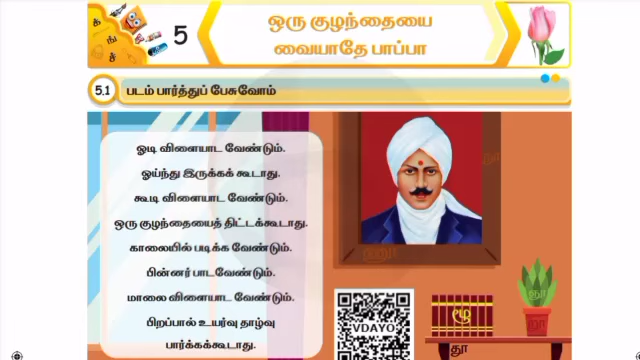 க
ங
ச்
5
ஒரு குழந்தையை
வையாதே பாப்பா
5.1 படம் பார்த்துப் பேசுவோம்
ஓடி விளையாட வேண்டும்.
ஓய்ந்து இருக்கக் கூடாது.
கூடி விளையாட வேண்டும்.
ஒரு குழந்தையைத் திட்டக்கூடாது.
காலையில் படிக்க வேண்டும்.
பின்னர் பாடவேண்டும்.
மாலை விளையாட வேண்டும்.
பிறப்பால் உயர்வு தாழ்வு
பார்க்கக்கூடாது.
VDAYO
தூ